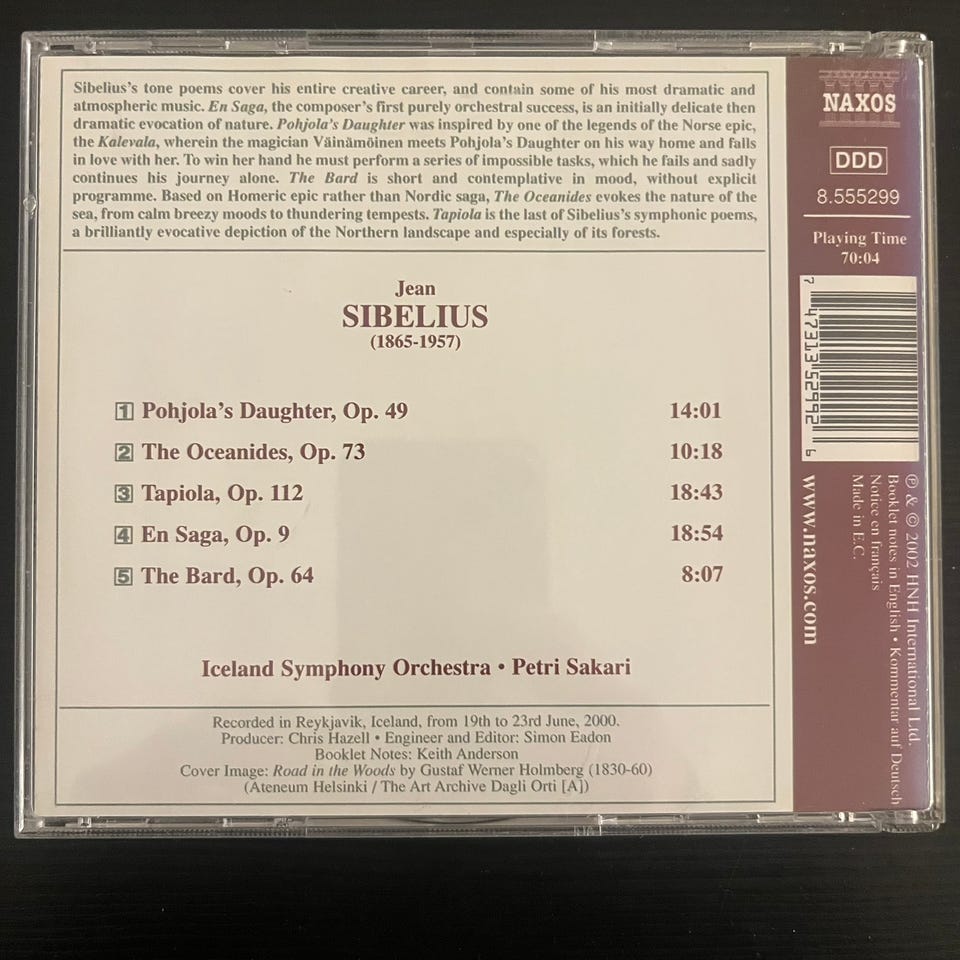 Sibelius's tone poems cover his entire creative career, and contain some of his most dramatic and
atmospheric music. En Saga, the composer's first purely orchestral success, is an initially delicate then
dramatic evocation of nature. Pohjola's Daughter was inspired by one of the legends of the Norse epic,
the Kalevala, wherein the magician Väinämöinen meets Pohjola's Daughter on his way home and falls
in love with her. To win her hand he must perform a series of impossible tasks, which he fails and sadly
continues his journey alone. The Bard is short and contemplative in mood, without explicit
programme. Based on Homeric epic rather than Nordic saga, The Oceanides evokes the nature of the
sea, from calm breezy moods to thundering tempests. Tapiola is the last of Sibelius's symphonic poems,
a brilliantly evocative depiction of the Northern landscape and especially of its forests.
Jean
SIBELIUS
(1865-1957)
1 Pohjola's Daughter, Op. 49 14:01
2 The Oceanides, Op. 73 10:18
3 Tapiola, Op. 112 18:43
4 En Saga, Op. 9 18:54
5 The Bard, Op. 64 8:07
Iceland Symphony Orchestra • Petri Sakari
Recorded in Reykjavik, Iceland, from 19th to 23rd June, 2000.
Producer: Chris Hazell • Engineer and Editor: Simon Eadon
Booklet Notes: Keith Anderson
Cover Image: Road in the Woods by Gustaf Werner Holmberg (1830-60)
(Ateneum Helsinki / The Art Archive Dagli Orti [A])
NAXOS
DDD
8.555299
Playing Time
70:04
7 47313 52992 6
℗ & © 2002 HNH International Ltd.
Booklet notes in English • Kommentar auf Deutsch
Notice en français
Made in E.C.
www.naxos.com